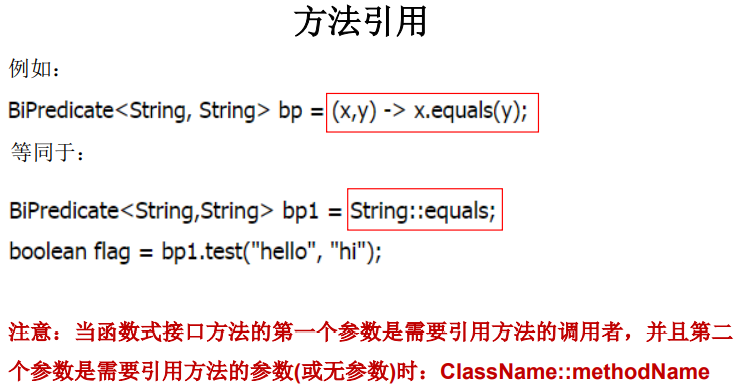 方法引用
例如：
BiPredicate<String, String> bp = (x,y) -> x.equals(y);
等同于：
BiPredicate<String,String> bp1 = String::equals;
boolean flag = bp1.test("hello", "hi");
注意：当函数式接口方法的第一个参数是需要引用方法的调用者，并且第二
个参数是需要引用方法的参数(或无参数)时：ClassName::methodName